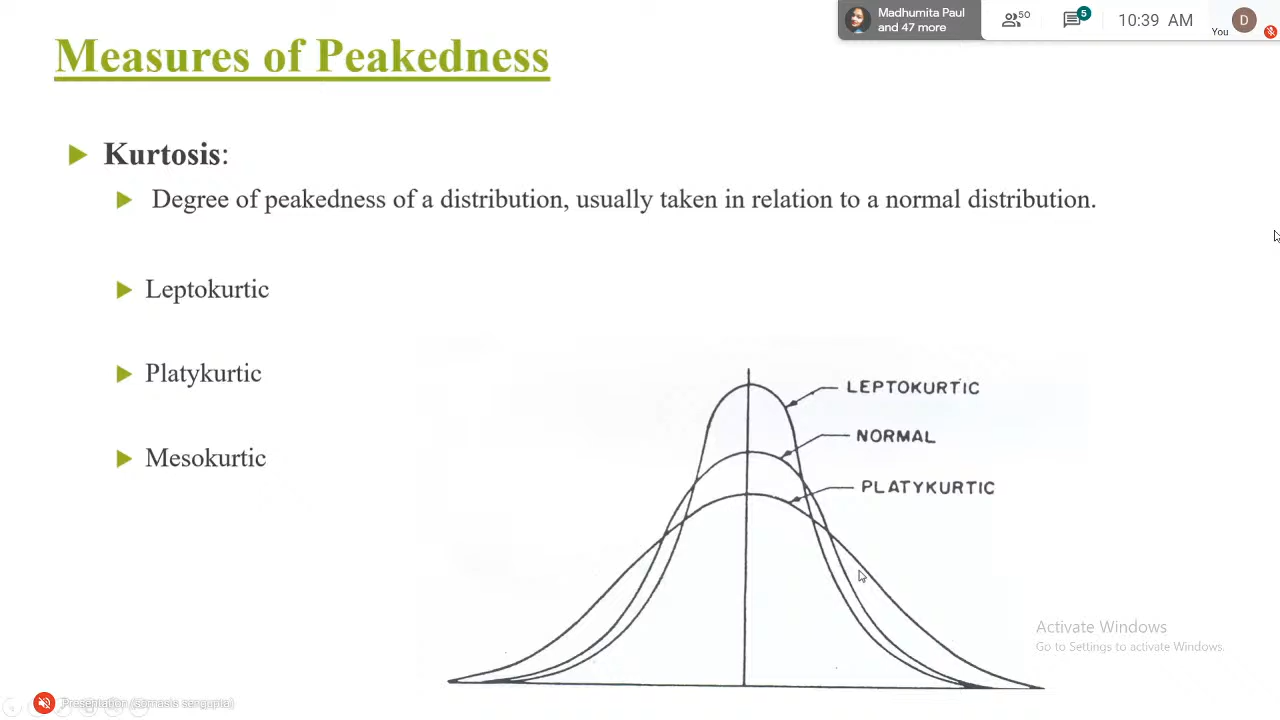 Madhumita Paul
and 47 more
50
5
10:39 AM
You
D
Measures of Peakedness
Kurtosis:
Degree of peakedness of a distribution, usually taken in relation to a normal distribution.
Leptokurtic
Platykurtic
Mesokurtic
LEPTOKURTIC
NORMAL
PLATYKURTIC
Activate Windows
Go to Settings to activate Windows.
Presentation (sengupta)